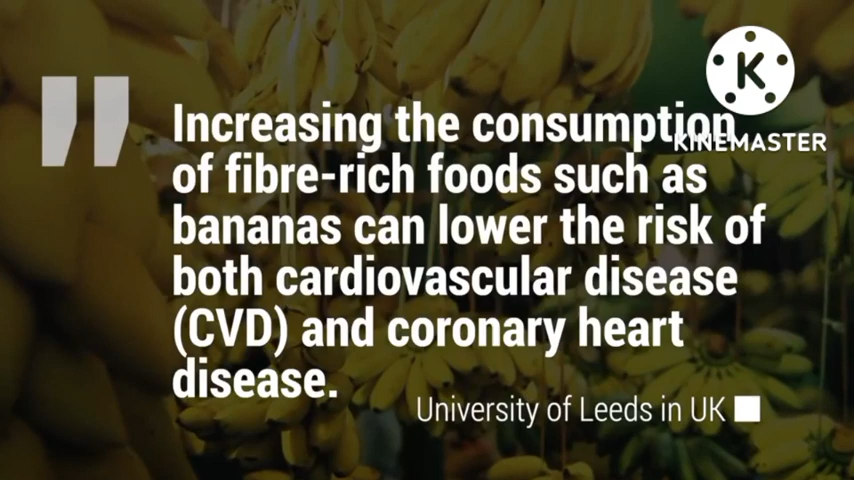 Increasing the consumption
of fibre-rich foods such as
bananas can lower the risk of
both cardiovascular disease
(CVD) and coronary heart
disease.
University of Leeds in UK
K
KINEMASTER